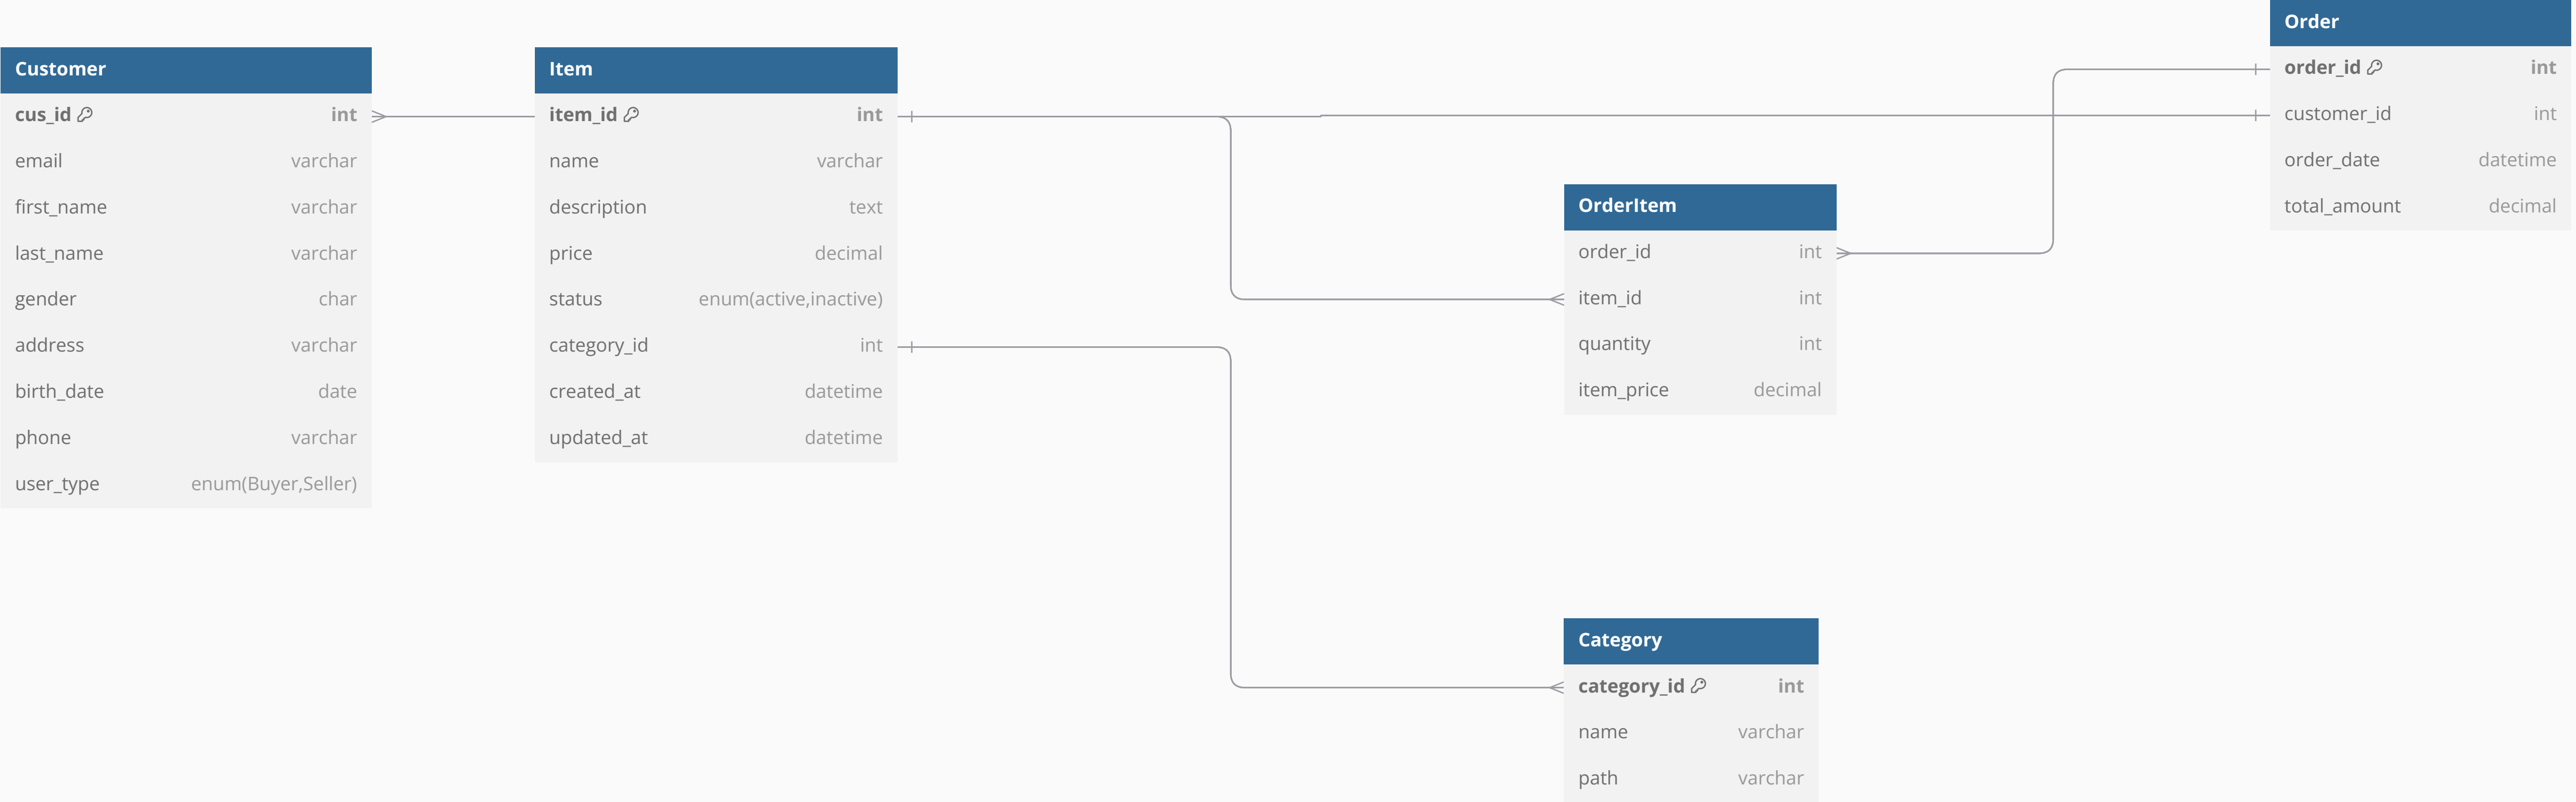 Customer
cus_id int
email varchar
first_name varchar
last_name varchar
gender char
address varchar
birth_date date
phone varchar
user_type enum(Buyer,Seller)
Item
item_id int
name varchar
description text
price decimal
status enum(active,inactive)
category_id int
created_at datetime
updated_at datetime
OrderItem
order_id int
item_id int
quantity int
item_price decimal
Category
category_id int
name varchar
path varchar
Order
order_id int
customer_id int
order_date datetime
total_amount decimal